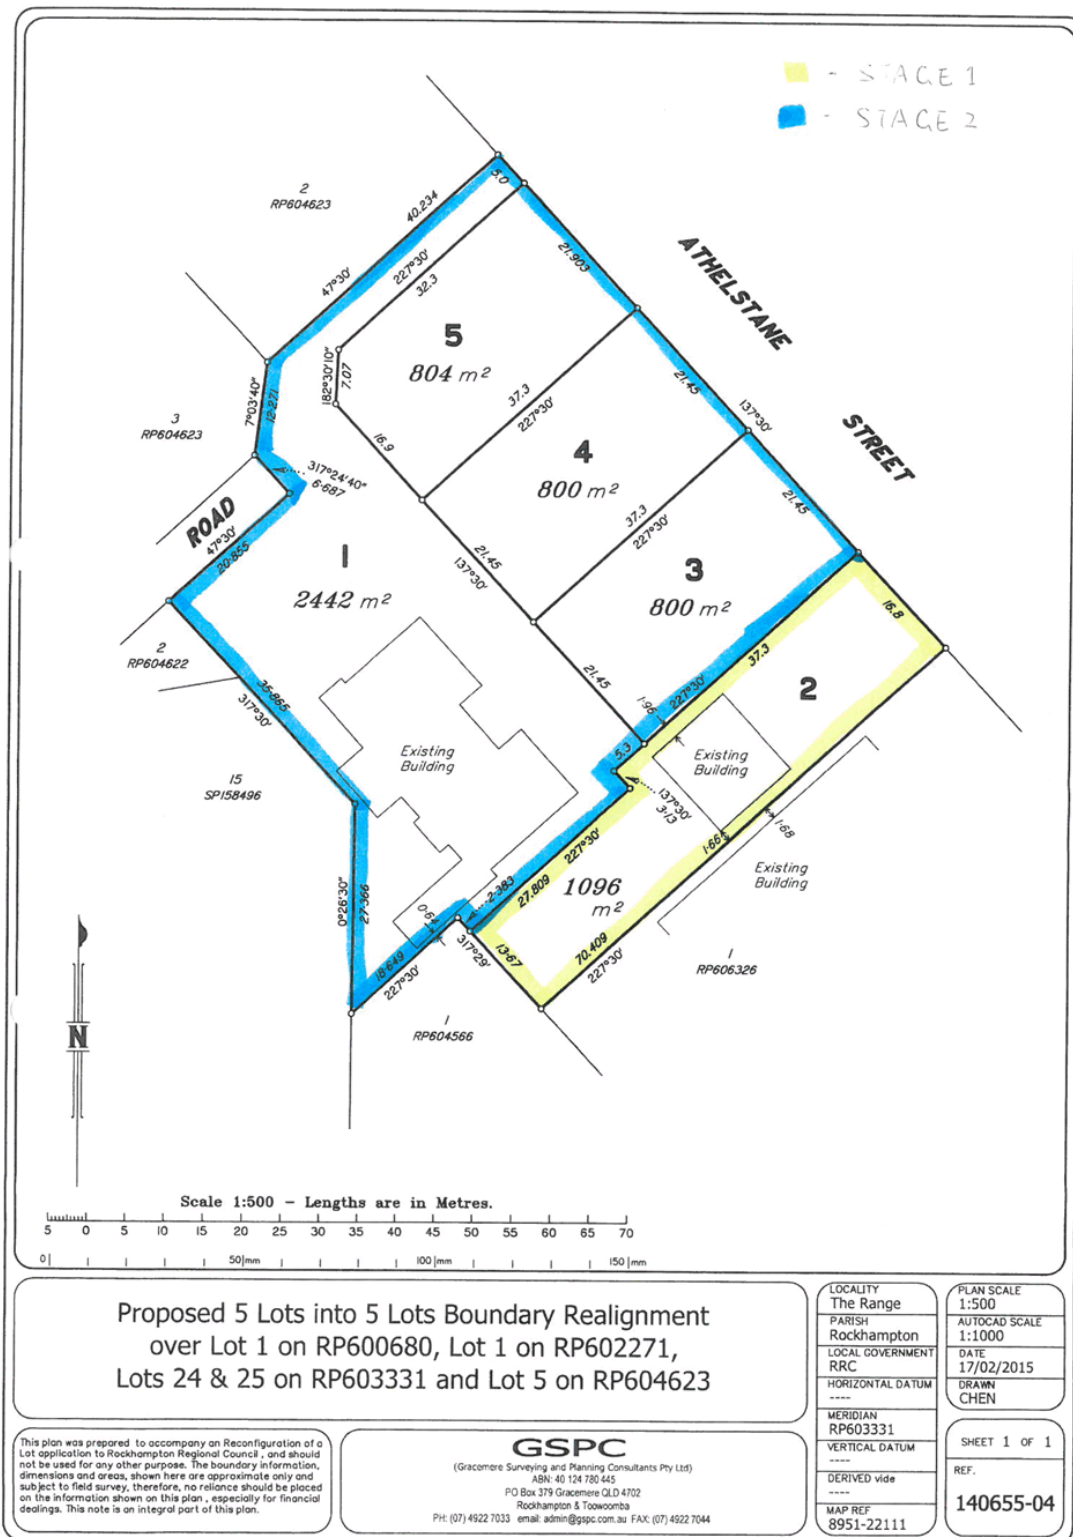 - STAGE 1
- STAGE 2
2
RP604623
40.234
5.0
47°30'
227°30'
32.3
21.903
ATHELSTANE
STREET
5
804 m²
182°30'10"
7.07
7°03'40"
12.271
3
RP604623
16.9
37.3
227°30'
21.45
137°30'
4
800 m²
317°24'40"
6.687
ROAD
47°30'
20.855
1
2442 m²
21.45
137°30'
37.3
227°30'
21.45
3
800 m²
2
RP604622
35.865
317°30'
21.45
1.96
227°30'
37.3
16.8
2
Existing
Building
Existing
Building
5.3
137°30'
3.13
15
SP158496
227°30'
27.809
1.66
1.68
Existing
Building
1096
m²
0°26'30"
27.366
0.64
2.383
18.649
227°30'
317°29'
13.67
70.409
227°30'
1
RP606326
1
RP604566
N
Scale 1:500 - Lengths are in Metres.
5 0 5 10 15 20 25 30 35 40 45 50 55 60 65 70
0 50mm 100mm 150mm
Proposed 5 Lots into 5 Lots Boundary Realignment
over Lot 1 on RP600680, Lot 1 on RP602271,
Lots 24 & 25 on RP603331 and Lot 5 on RP604623
LOCALITY
The Range
PARISH
Rockhampton
LOCAL GOVERNMENT
RRC
HORIZONTAL DATUM
----
MERIDIAN
RP603331
VERTICAL DATUM
----
DERIVED vide
----
MAP REF
8951-22111
PLAN SCALE
1:500
AUTOCAD SCALE
1:1000
DATE
17/02/2015
DRAWN
CHEN
SHEET 1 OF 1
REF.
140655-04
This plan was prepared to accompany an Reconfiguration of a
Lot application to Rockhampton Regional Council , and should
not be used for any other purpose. The boundary information,
dimensions and areas, shown here are approximate only and
subject to field survey, therefore, no reliance should be placed
on the information shown on this plan , especially for financial
dealings. This note is an integral part of this plan.
GSPC
(Gracemere Surveying and Planning Consultants Pty Ltd)
ABN: 40 124 780 445
PO Box 379 Gracemere QLD 4702
Rockhampton & Toowoomba
PH: (07) 4922 7033 email: admin@gspc.com.au FAX: (07) 4922 7044